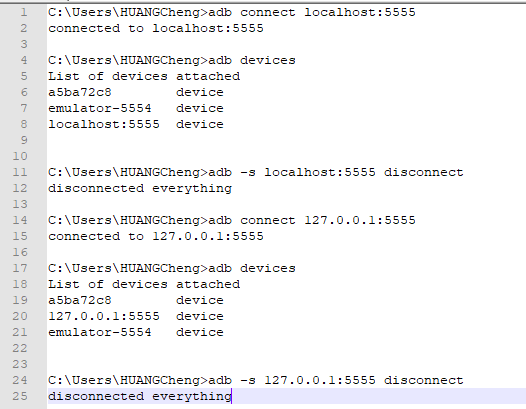 1 C:\Users\HUANGCheng>adb connect localhost:5555
2 connected to localhost:5555
3
4 C:\Users\HUANGCheng>adb devices
5 List of devices attached
6 a5ba72c8        device
7 emulator-5554   device
8 localhost:5555  device
9
10
11 C:\Users\HUANGCheng>adb -s localhost:5555 disconnect
12 disconnected everything
13
14 C:\Users\HUANGCheng>adb connect 127.0.0.1:5555
15 connected to 127.0.0.1:5555
16
17 C:\Users\HUANGCheng>adb devices
18 List of devices attached
19 a5ba72c8        device
20 127.0.0.1:5555  device
21 emulator-5554   device
22
23
24 C:\Users\HUANGCheng>adb -s 127.0.0.1:5555 disconnect
25 disconnected everything